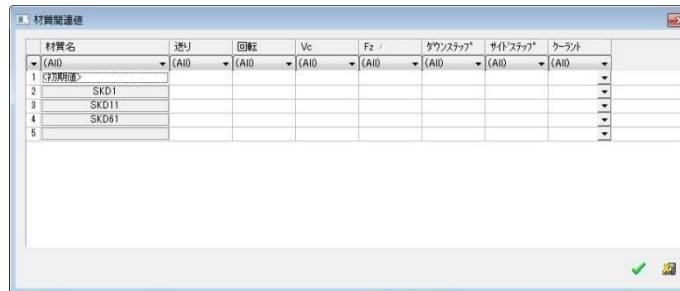 材質関連値
材質名 送り 回転 Vc Fz ダウンステップ サイドステップ クーラント
(All) (All) (All) (All) (All) (All) (All) (All)
1 <初期値>
2 SKD1
3 SKD11
4 SKD61
5